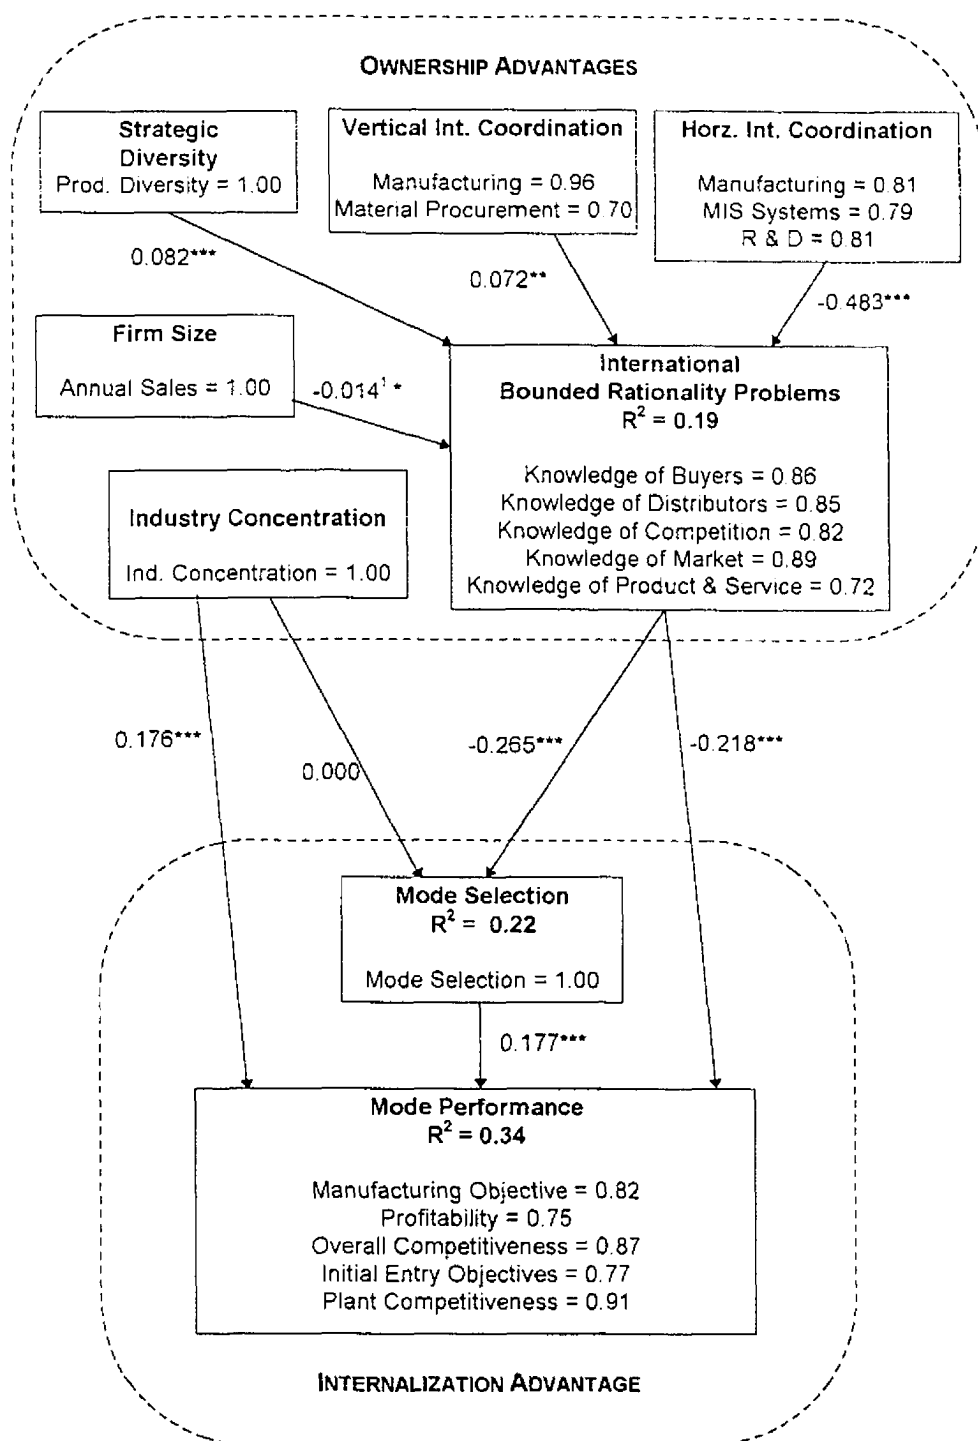 OWNERSHIP ADVANTAGES
Strategic
Diversity
Prod. Diversity = 1.00
Vertical Int. Coordination
Manufacturing = 0.96
Material Procurement = 0.70
Horz. Int. Coordination
Manufacturing = 0.81
MIS Systems = 0.79
R & D = 0.81
0.082***
0.072**
-0.483***
Firm Size
Annual Sales = 1.00
-0.014¹ *
International
Bounded Rationality Problems
R² = 0.19
Knowledge of Buyers = 0.86
Knowledge of Distributors = 0.85
Knowledge of Competition = 0.82
Knowledge of Market = 0.89
Knowledge of Product & Service = 0.72
Industry Concentration
Ind. Concentration = 1.00
0.176***
0.000
-0.265***
-0.218***
Mode Selection
R² = 0.22
Mode Selection = 1.00
0.177***
Mode Performance
R² = 0.34
Manufacturing Objective = 0.82
Profitability = 0.75
Overall Competitiveness = 0.87
Initial Entry Objectives = 0.77
Plant Competitiveness = 0.91
INTERNALIZATION ADVANTAGE